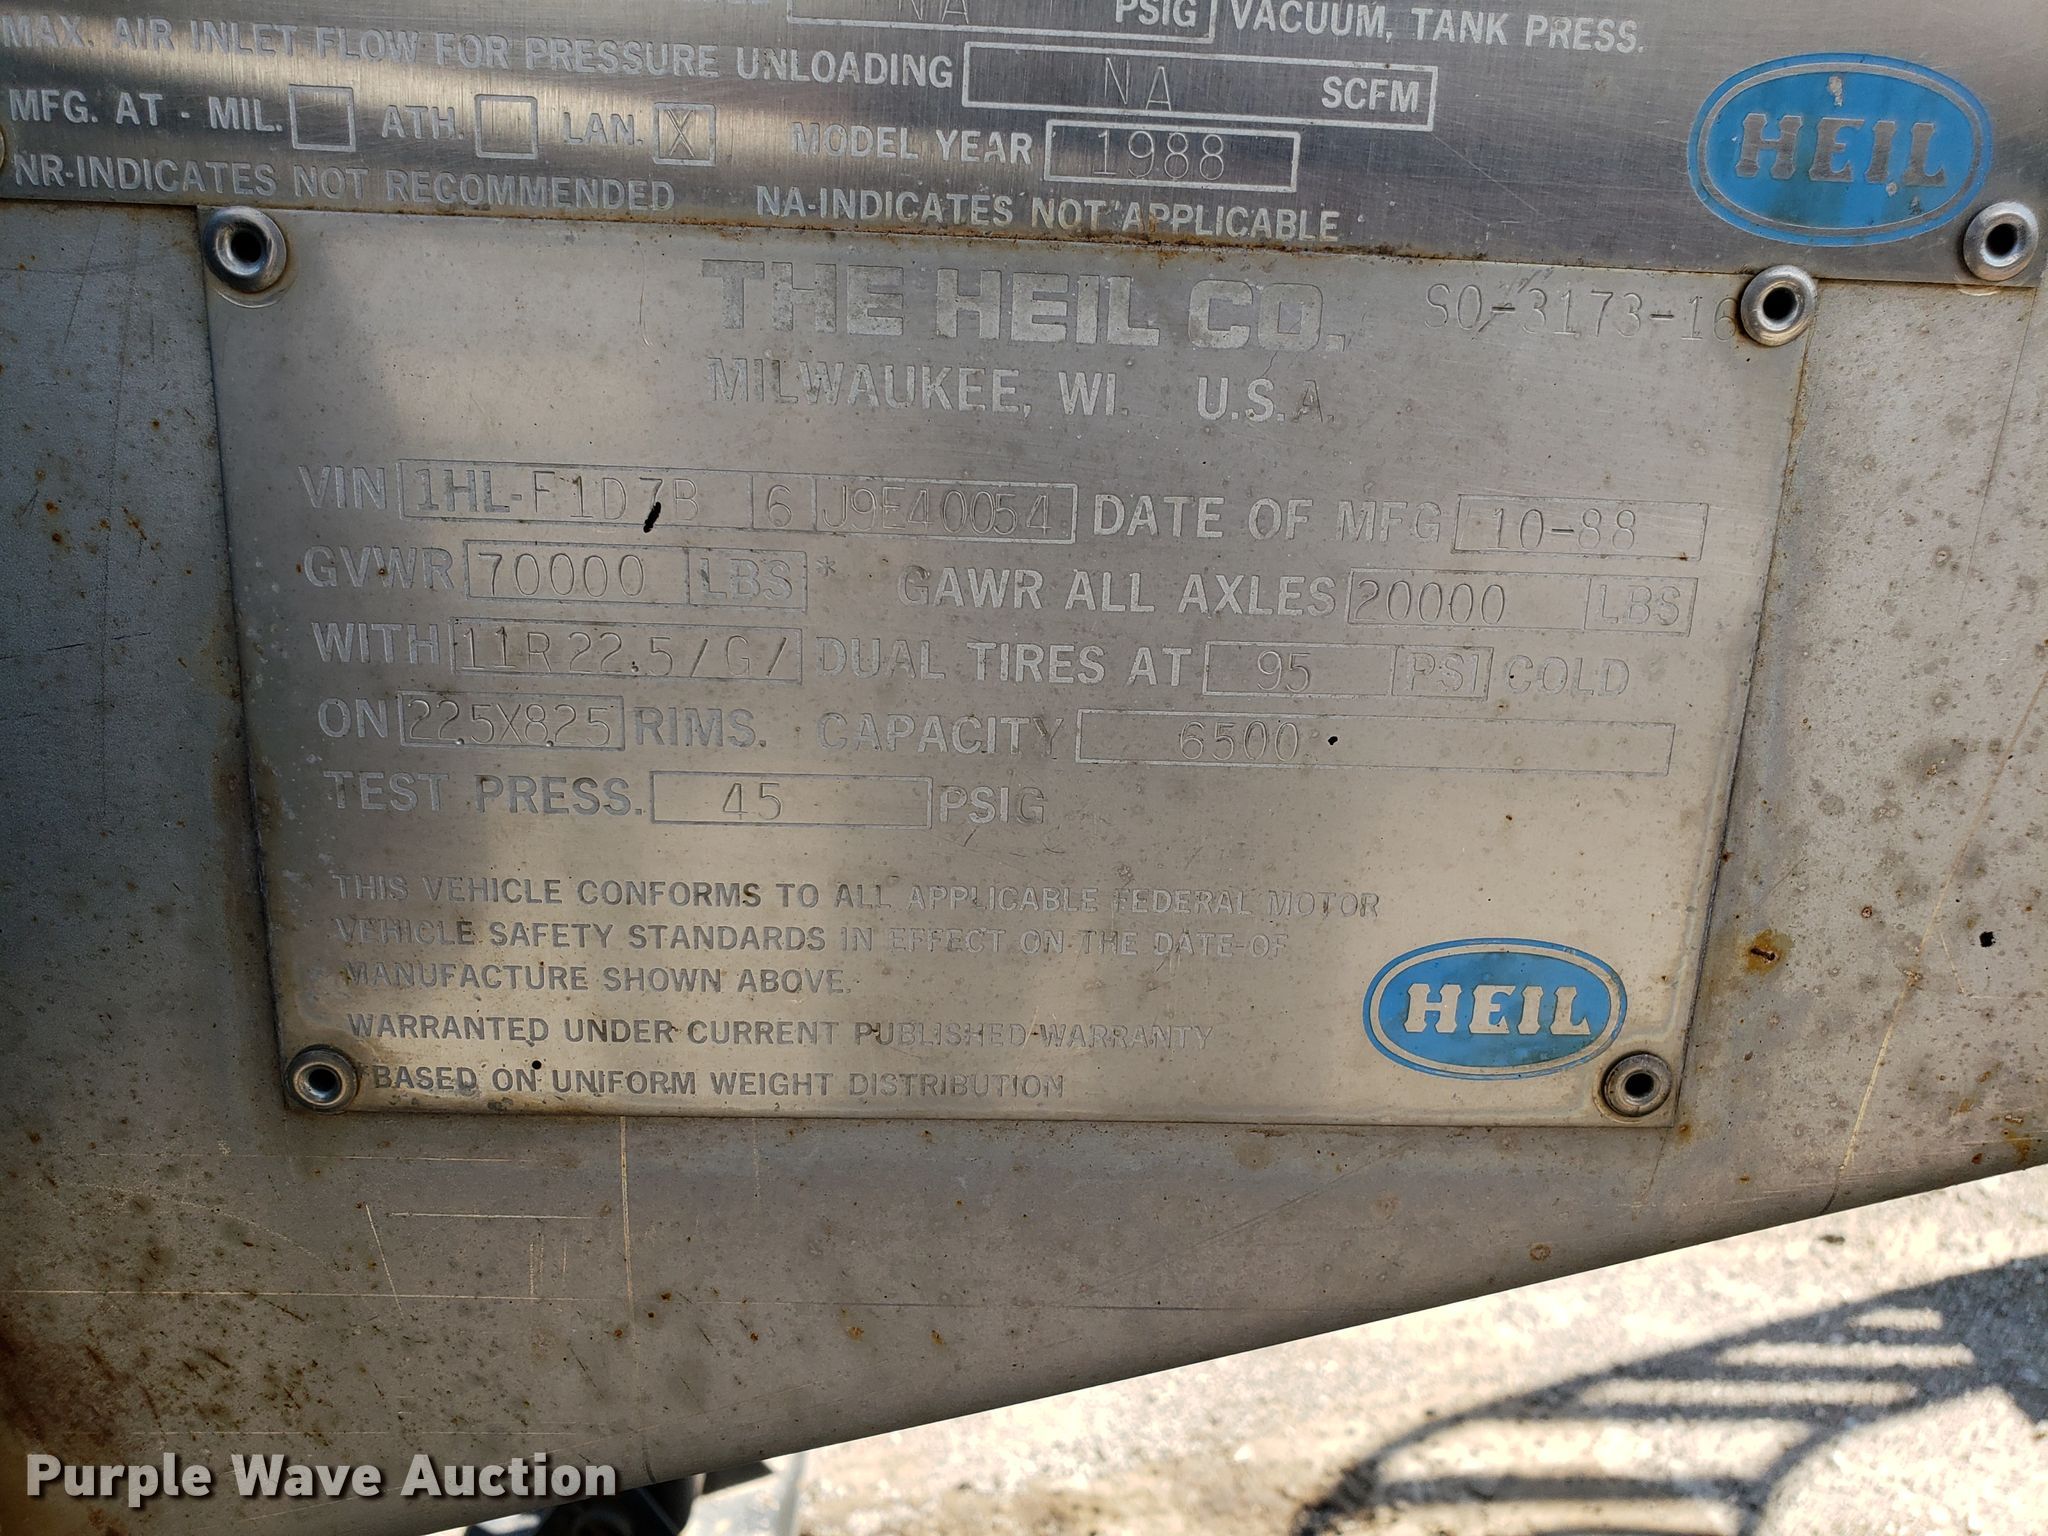 NA PSIG VACUUM, TANK PRESS.
MAX. AIR INLET FLOW FOR PRESSURE UNLOADING NA SCFM
MFG. AT - MIL. ATH. LAN. X MODEL YEAR 1988
NR-INDICATES NOT RECOMMENDED NA-INDICATES NOT APPLICABLE
HEIL
THE HEIL CO. SO-3173-16
MILWAUKEE, WI. U.S.A.
VIN 1HL-F1D7B 6 J9E40054 DATE OF MFG 10-88
GVWR 70000 LBS* GAWR ALL AXLES 20000 LBS
WITH 11R22.5/G/ DUAL TIRES AT 95 PSI COLD
ON 22.5X8.25 RIMS. CAPACITY 6500
TEST PRESS. 45 PSIG
THIS VEHICLE CONFORMS TO ALL APPLICABLE FEDERAL MOTOR
VEHICLE SAFETY STANDARDS IN EFFECT ON THE DATE-OF
MANUFACTURE SHOWN ABOVE.
WARRANTED UNDER CURRENT PUBLISHED WARRANTY
*BASED ON UNIFORM WEIGHT DISTRIBUTION
HEIL
Purple Wave Auction